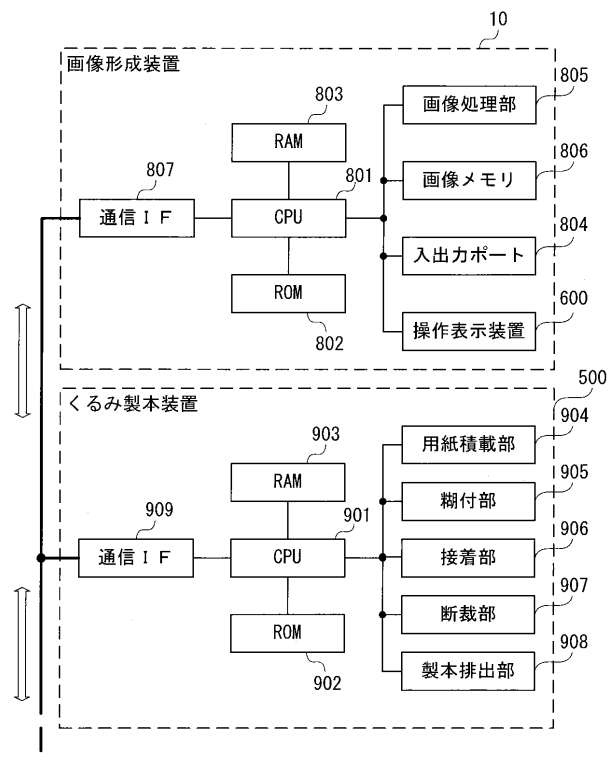 10
画像形成装置
805
画像処理部
803
RAM
806
画像メモリ
807
通信IF
801
CPU
804
入出力ポート
ROM
802
600
操作表示装置
500
くるみ製本装置
904
用紙積載部
903
RAM
905
糊付部
909
通信IF
901
CPU
906
接着部
907
断裁部
ROM
902
908
製本排出部